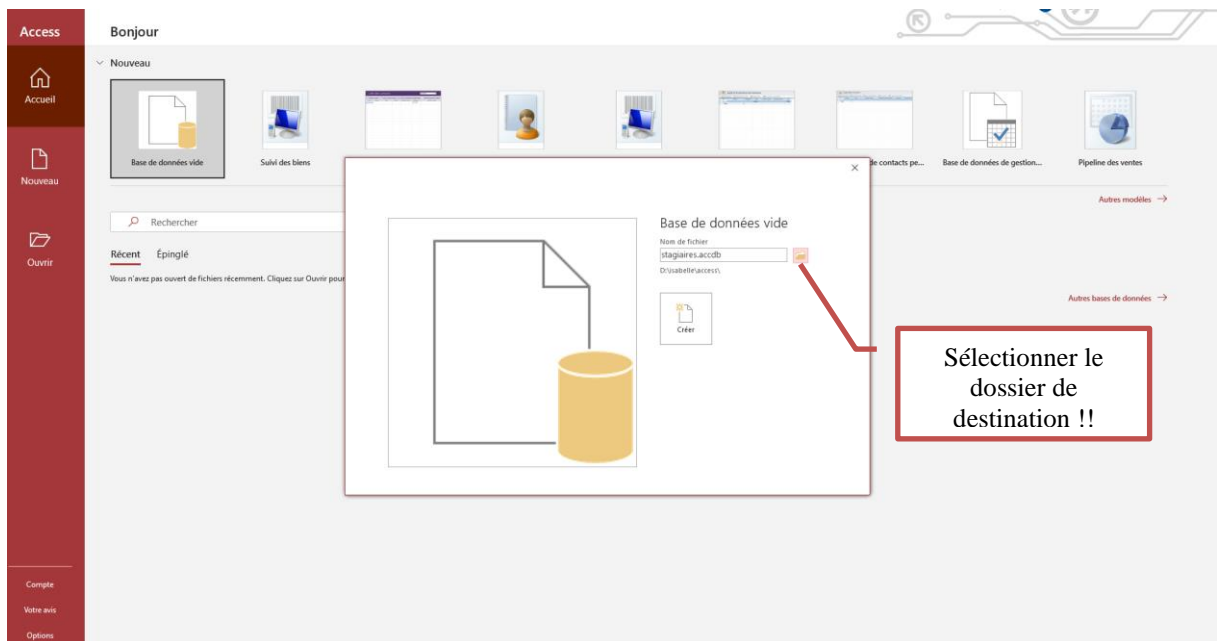 Access
Bonjour
Accueil
Nouveau
Ouvrir
Compte
Votre avis
Options
Nouveau
Base de données vide
Suivi des biens
de contacts pe...
Base de données de gestion...
Pipeline des ventes
Autres modèles
Rechercher
Récent
Épinglé
Vous n'avez pas ouvert de fichiers récemment. Cliquez sur Ouvrir pour
Autres bases de données
Base de données vide
Nom de fichier
stagiaires.accdb
D:\isabelle\access\
Créer
Sélectionner le
dossier de
destination !!